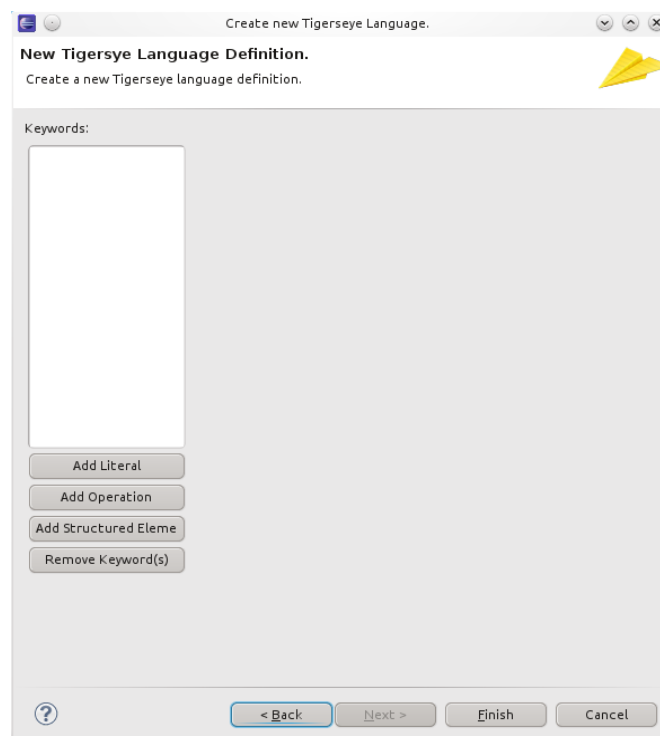 Create new Tigerseye Language.
New Tigersye Language Definition.
Create a new Tigerseye language definition.
Keywords:
Add Literal
Add Operation
Add Structured Eleme
Remove Keyword(s)
< Back Next > Finish Cancel